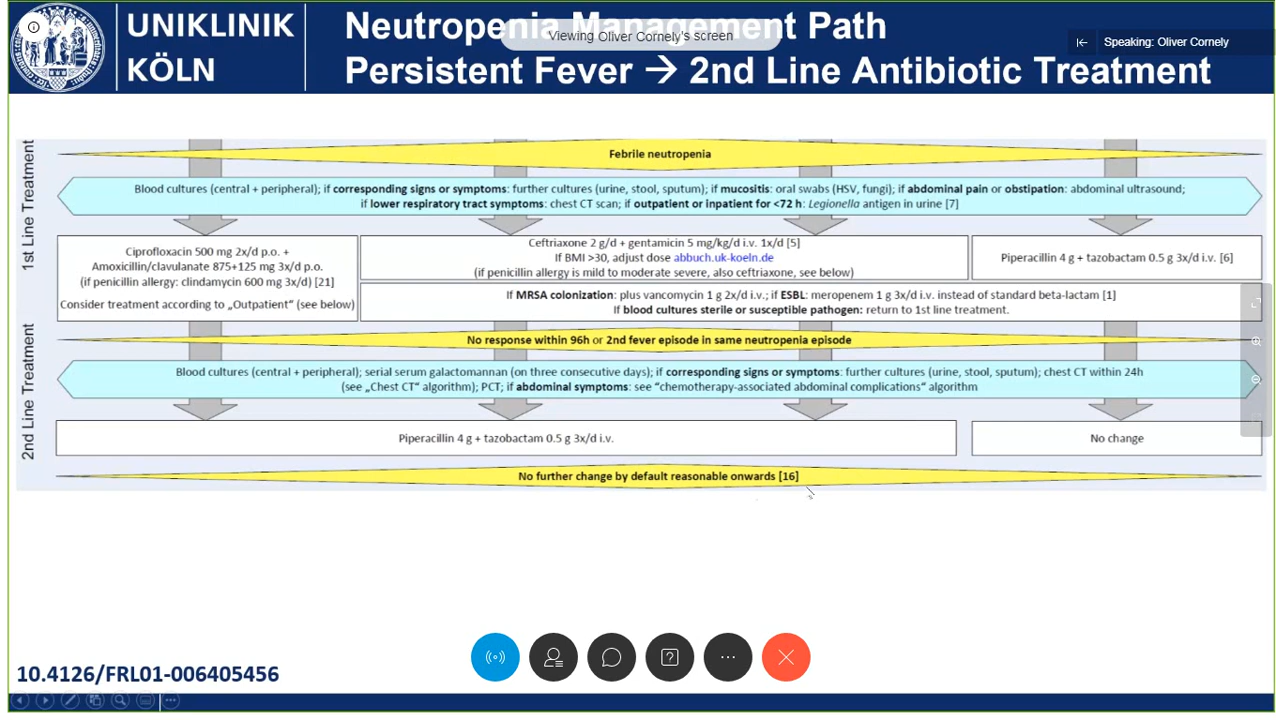 UNIKLINIK
KÖLN
Neutropenia Management Path
Persistent Fever → 2nd Line Antibiotic Treatment
Viewing Oliver Cornely's screen
Speaking: Oliver Cornely
1st Line Treatment
Febrile neutropenia
Blood cultures (central + peripheral); if corresponding signs or symptoms: further cultures (urine, stool, sputum); if mucositis: oral swabs (HSV, fungi); if abdominal pain or obstipation: abdominal ultrasound;
if lower respiratory tract symptoms: chest CT scan; if outpatient or inpatient for <72 h: Legionella antigen in urine [7]
Ciprofloxacin 500 mg 2x/d p.o. +
Amoxicillin/clavulanate 875+125 mg 3x/d p.o.
(if penicillin allergy: clindamycin 600 mg 3x/d) [21]
Consider treatment according to „Outpatient“ (see below)
Ceftriaxone 2 g/d + gentamicin 5 mg/kg/d i.v. 1x/d [5]
If BMI >30, adjust dose abbuch.uk-koeln.de
(if penicillin allergy is mild to moderate severe, also ceftriaxone, see below)
Piperacillin 4 g + tazobactam 0.5 g 3x/d i.v. [6]
If MRSA colonization: plus vancomycin 1 g 2x/d i.v.; if ESBL: meropenem 1 g 3x/d i.v. instead of standard beta-lactam [1]
If blood cultures sterile or susceptible pathogen: return to 1st line treatment.
2nd Line Treatment
No response within 96h or 2nd fever episode in same neutropenia episode
Blood cultures (central + peripheral); serial serum galactomannan (on three consecutive days); if corresponding signs or symptoms: further cultures (urine, stool, sputum); chest CT within 24h
(see „Chest CT“ algorithm); PCT; if abdominal symptoms: see “chemotherapy-associated abdominal complications” algorithm
Piperacillin 4 g + tazobactam 0.5 g 3x/d i.v.
No change
No further change by default reasonable onwards [16]
10.4126/FRL01-006405456